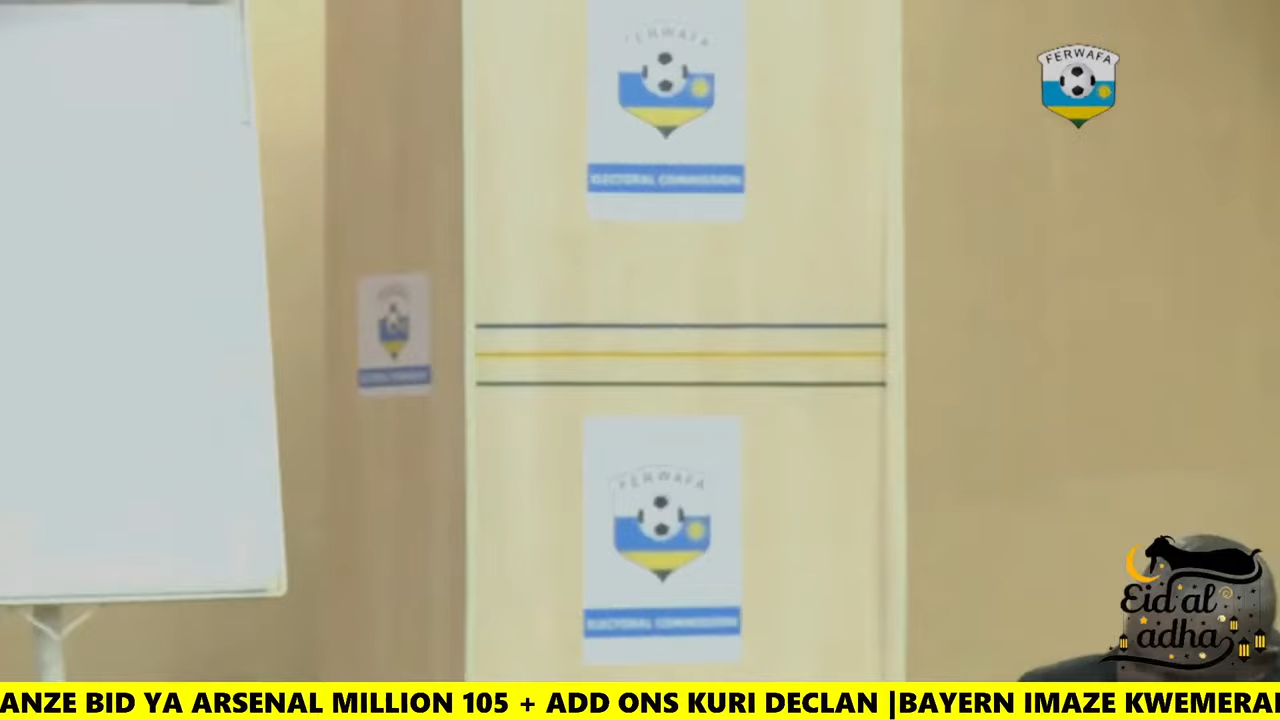 FERWAFA
ELECTORAL COMMISSION
FERWAFA
FERWAFA
ELECTORAL COMMISSION
Eid al
adha
ANZE BID YA ARSENAL MILLION 105 + ADD ONS KURI DECLAN |BAYERN IMAZE KWEMERA